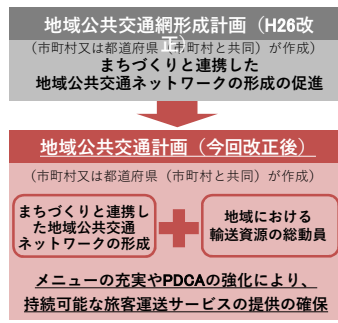 地域公共交通網形成計画（H26改正）
（市町村又は都道府県（市町村と共同）が作成）
まちづくりと連携した
地域公共交通ネットワークの形成の促進
地域公共交通計画（今回改正後）
（市町村又は都道府県（市町村と共同）が作成）
まちづくりと連携し
た地域公共交通
ネットワークの形成
地域における
輸送資源の総動員
メニューの充実やPDCAの強化により、
持続可能な旅客運送サービスの提供の確保